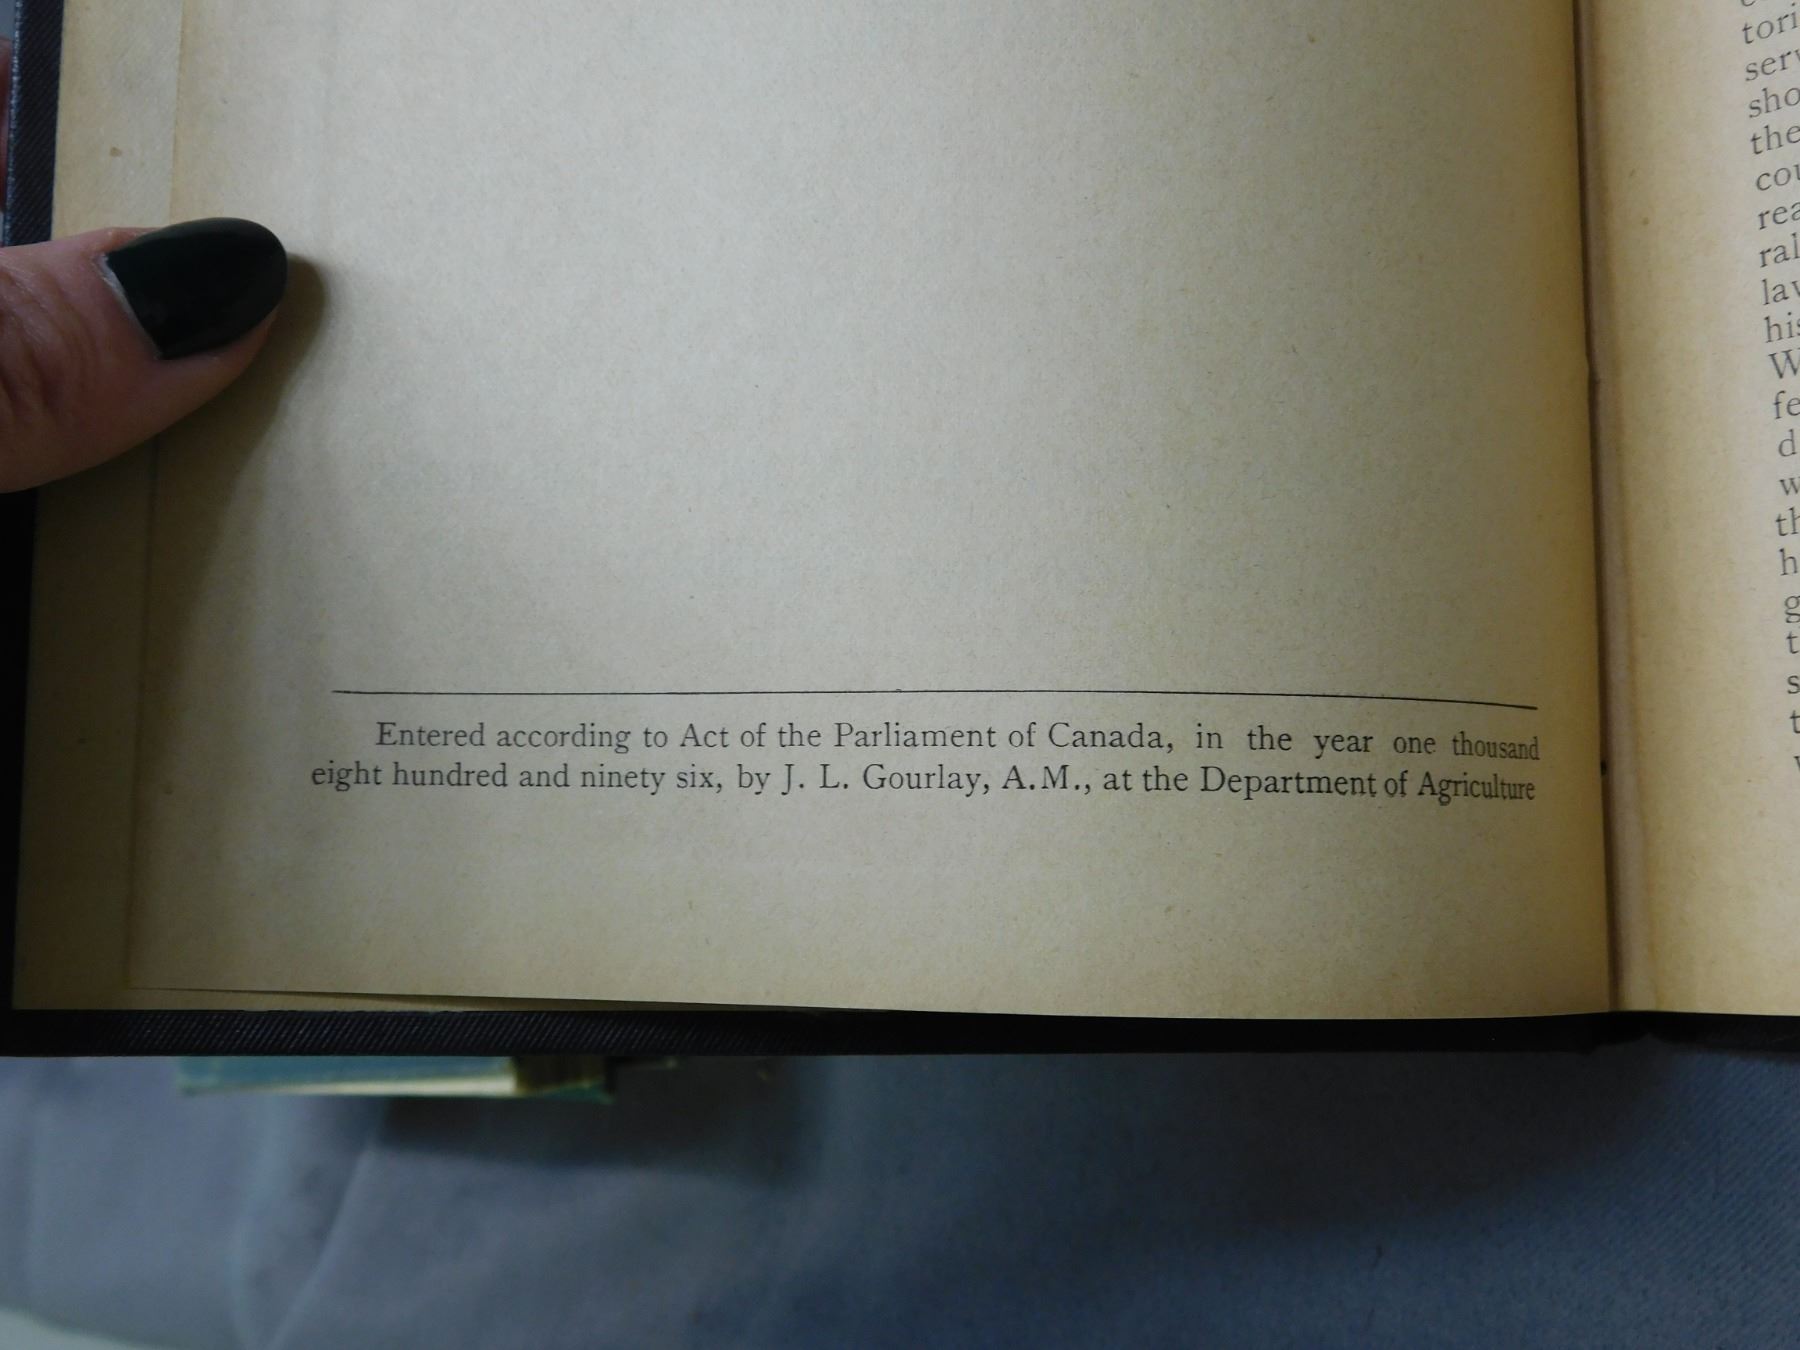 Entered according to Act of the Parliament of Canada, in the year one thousand
eight hundred and ninety six, by J. L. Gourlay, A.M., at the Department of Agriculture